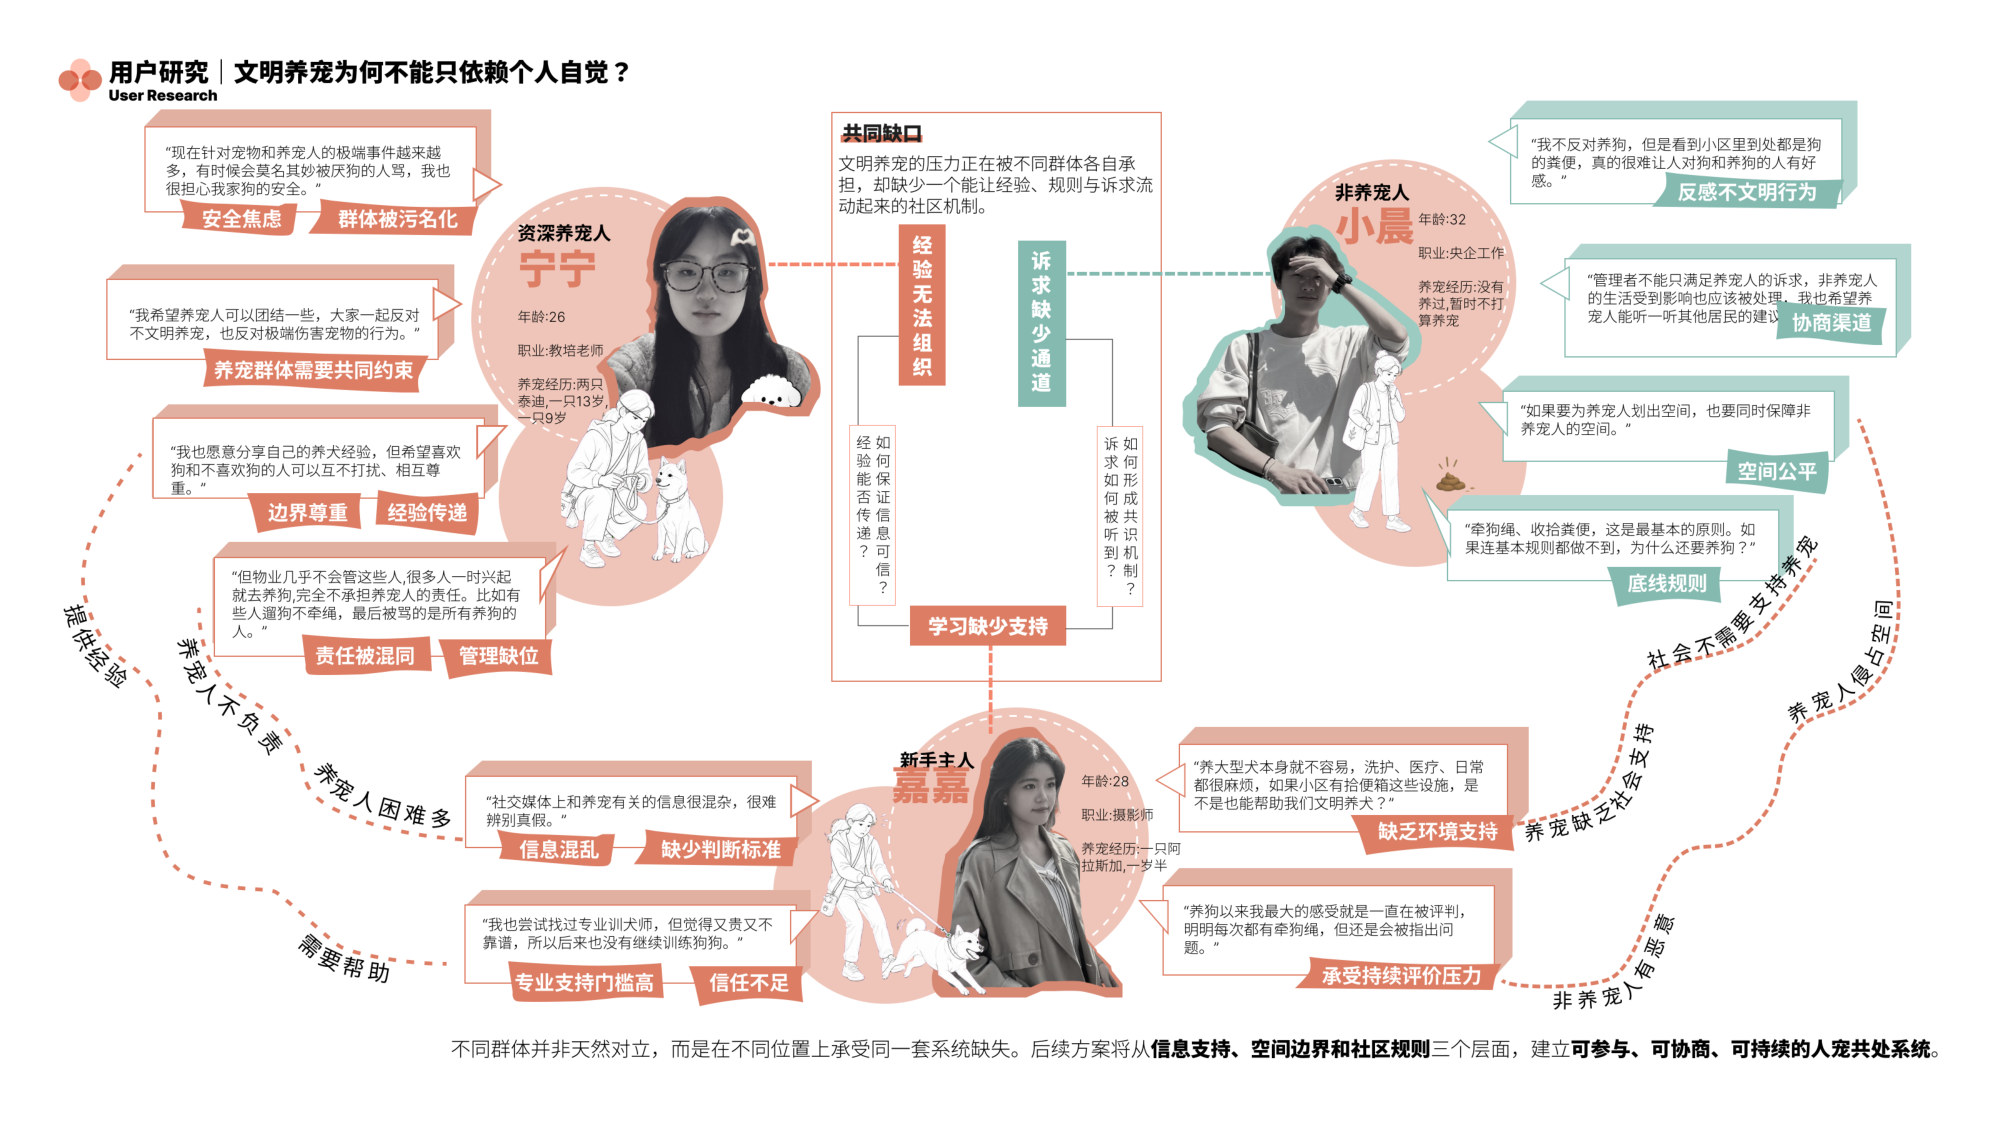 用户研究｜文明养宠为何不能只依赖个人自觉？
User Research
“现在针对宠物和养宠人的极端事件越来越
多，有时候会莫名其妙被厌狗的人骂，我也
很担心我家狗的安全。”
安全焦虑
群体被污名化
“我希望养宠人可以团结一些，大家一起反对
不文明养宠，也反对极端伤害宠物的行为。”
养宠群体需要共同约束
“我也愿意分享自己的养犬经验，但希望喜欢
狗和不喜欢狗的人可以互不打扰、相互尊
重。”
边界尊重
经验传递
“但物业几乎不会管这些人,很多人一时兴起
就去养狗,完全不承担养宠人的责任。比如有
些人遛狗不牵绳，最后被骂的是所有养狗的
人。”
责任被混同
管理缺位
资深养宠人
宁宁
年龄:26
职业:教培老师
养宠经历:两只
泰迪,一只13岁,
一只9岁
共同缺口
文明养宠的压力正在被不同群体各自承
担，却缺少一个能让经验、规则与诉求流
动起来的社区机制。
经验无法组织
诉求缺少通道
如何保证信息可信？
经验能否传递？
如何形成共识机制？
诉求如何被听到？
学习缺少支持
非养宠人
小晨
年龄:32
职业:央企工作
养宠经历:没有
养过,暂时不打
算养宠
“我不反对养狗，但是看到小区里到处都是狗
的粪便，真的很难让人对狗和养狗的人有好
感。”
反感不文明行为
“管理者不能只满足养宠人的诉求，非养宠人
的生活受到影响也应该被处理，我也希望养
宠人能听一听其他居民的建议
协商渠道
“如果要为养宠人划出空间，也要同时保障非
养宠人的空间。”
空间公平
“牵狗绳、收拾粪便，这是最基本的原则。如
果连基本规则都做不到，为什么还要养狗？”
底线规则
提供经验
养宠人不负责
养宠人困难多
需要帮助
社会不需要支持养宠
养宠人侵占空间
养宠缺乏社会支持
非养宠人有恶意
新手主人
嘉嘉
年龄:28
职业:摄影师
养宠经历:一只阿
拉斯加,一岁半
“社交媒体上和养宠有关的信息很混杂，很难
辨别真假。”
信息混乱
缺少判断标准
“我也尝试找过专业训犬师，但觉得又贵又不
靠谱，所以后来也没有继续训练狗狗。”
专业支持门槛高
信任不足
“养大型犬本身就不容易，洗护、医疗、日常
都很麻烦，如果小区有拾便箱这些设施，是
不是也能帮助我们文明养犬？”
缺乏环境支持
“养狗以来我最大的感受就是一直在被评判，
明明每次都有牵狗绳，但还是会被指出问
题。”
承受持续评价压力
不同群体并非天然对立，而是在不同位置上承受同一套系统缺失。后续方案将从信息支持、空间边界和社区规则三个层面，建立可参与、可协商、可持续的人宠共处系统。